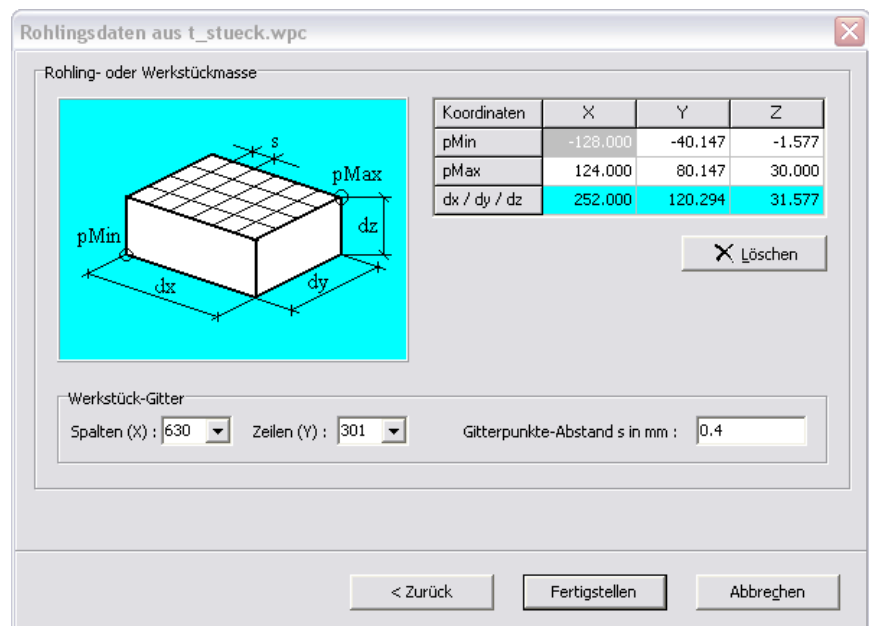 Rohlingsdaten aus t_stueck.wpc
Rohling- oder Werkstückmasse
s
pMax
pMin
dz
dx
dy
Koordinaten X Y Z
pMin -128.000 -40.147 -1.577
pMax 124.000 80.147 30.000
dx / dy / dz 252.000 120.294 31.577
Löschen
Werkstück-Gitter
Spalten (X) : 630 Zeilen (Y) : 301 Gitterpunkte-Abstand s in mm : 0.4
< Zurück Fertigstellen Abbrechen